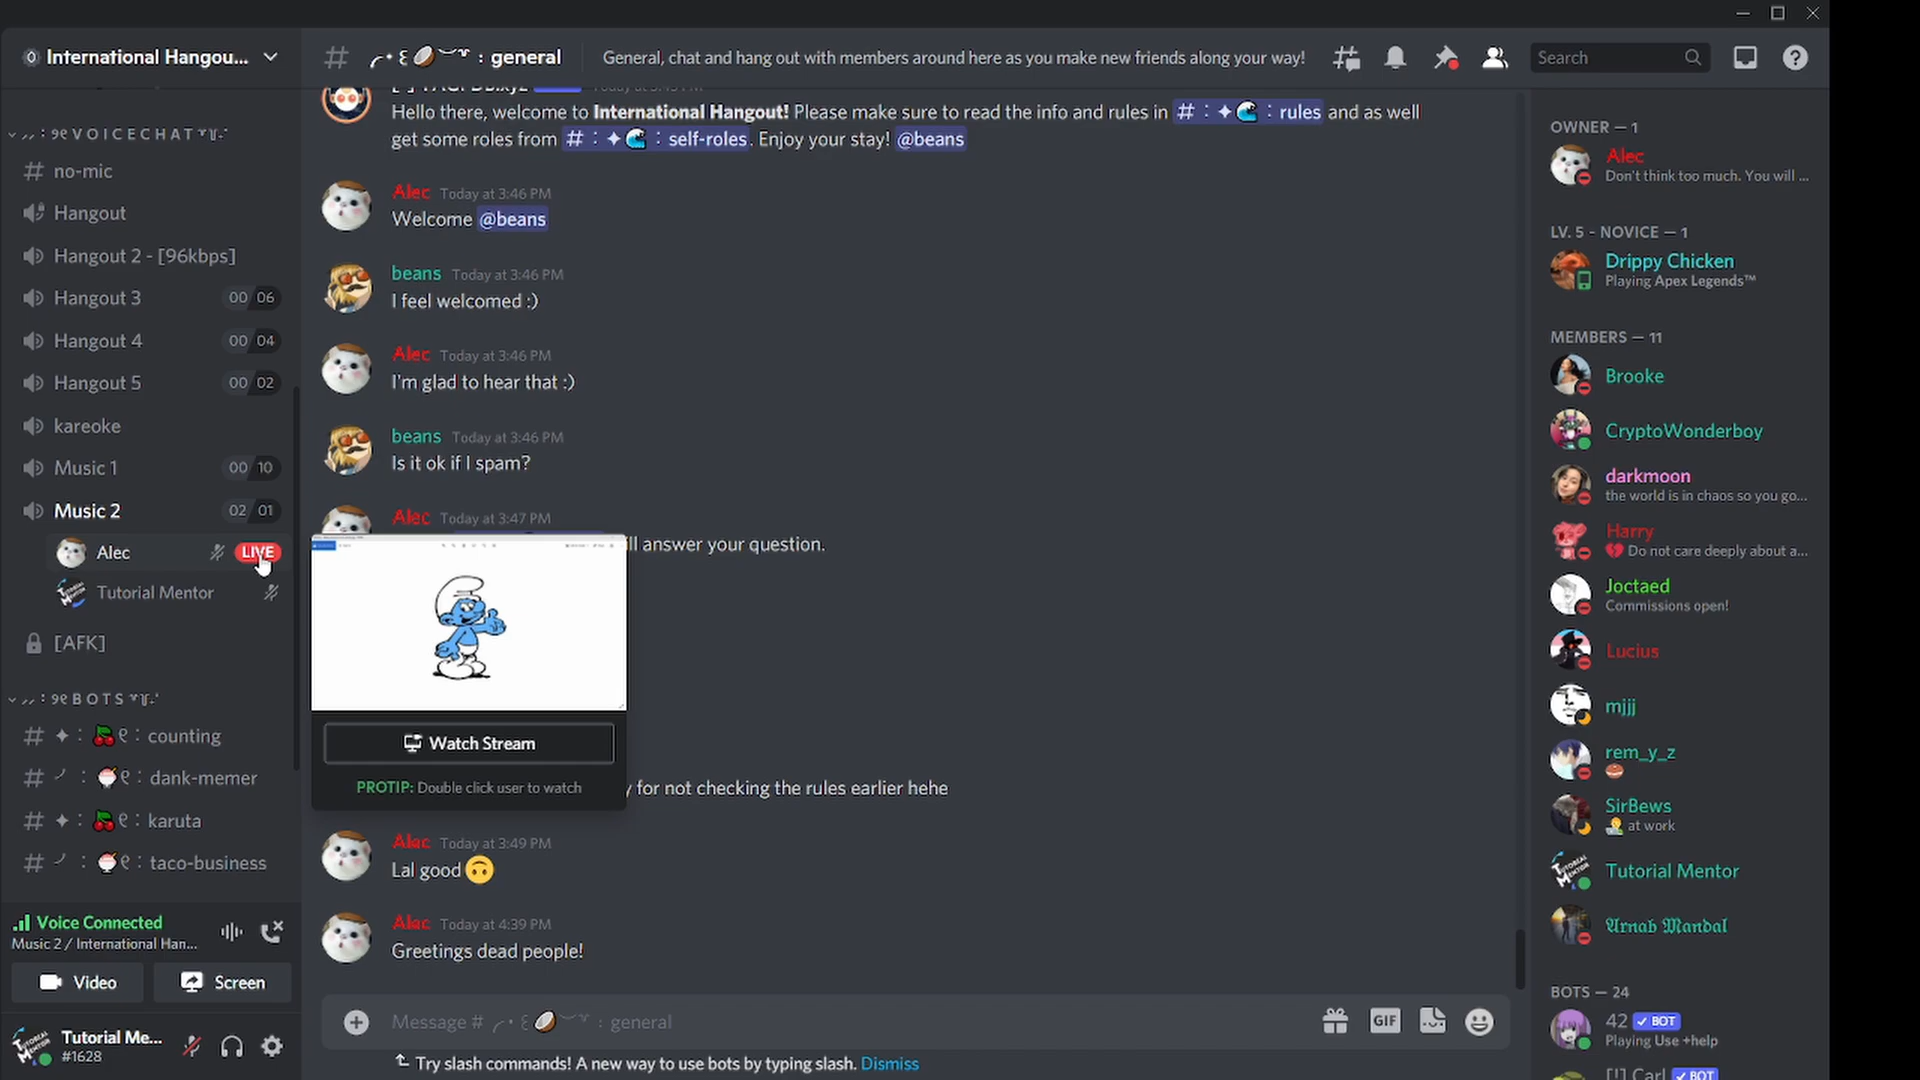 International Hangou...
: general
General, chat and hang out with members around here as you make new friends along your way!
Search
VOICECHAT
no-mic
Hangout
Hangout 2 - [96kbps]
Hangout 3 00 06
Hangout 4 00 04
Hangout 5 00 02
kareoke
Music 1 00 10
Music 2 02 01
Alec LIVE
Tutorial Mentor
[AFK]
BOTS
counting
dank-memer
karuta
taco-business
Voice Connected
Music 2 / International Han...
Video Screen
Tutorial Me...
#1628
Hello there, welcome to International Hangout! Please make sure to read the info and rules in # : ✦🌊 : rules and as well
get some roles from # : ✦🌊 : self-roles. Enjoy your stay! @beans
Alec Today at 3:46 PM
Welcome @beans
beans Today at 3:46 PM
I feel welcomed :)
Alec Today at 3:46 PM
I'm glad to hear that :)
beans Today at 3:46 PM
Is it ok if I spam?
Alec Today at 3:47 PM
answer your question.
Watch Stream
PROTIP: Double click user to watch
for not checking the rules earlier hehe
Alec Today at 3:49 PM
Lal good 🙃
Alec Today at 4:39 PM
Greetings dead people!
Message # : general
GIF
Try slash commands! A new way to use bots by typing slash. Dismiss
OWNER — 1
Alec
Don't think too much. You will ...
LV. 5 - NOVICE — 1
Drippy Chicken
Playing Apex Legends™
MEMBERS — 11
Brooke
CryptoWonderboy
darkmoon
the world is in chaos so you go...
Harry
💔 Do not care deeply about a...
Joctaed
Commissions open!
Lucius
mjjj
rem_y_z
SirBews
at work
Tutorial Mentor
𝔘𝔯𝔫𝔞𝔟 𝔐𝔞𝔫𝔡𝔞𝔩
BOTS — 24
42 ✓ BOT
Playing Use +help
[!] Carl ✓ BOT